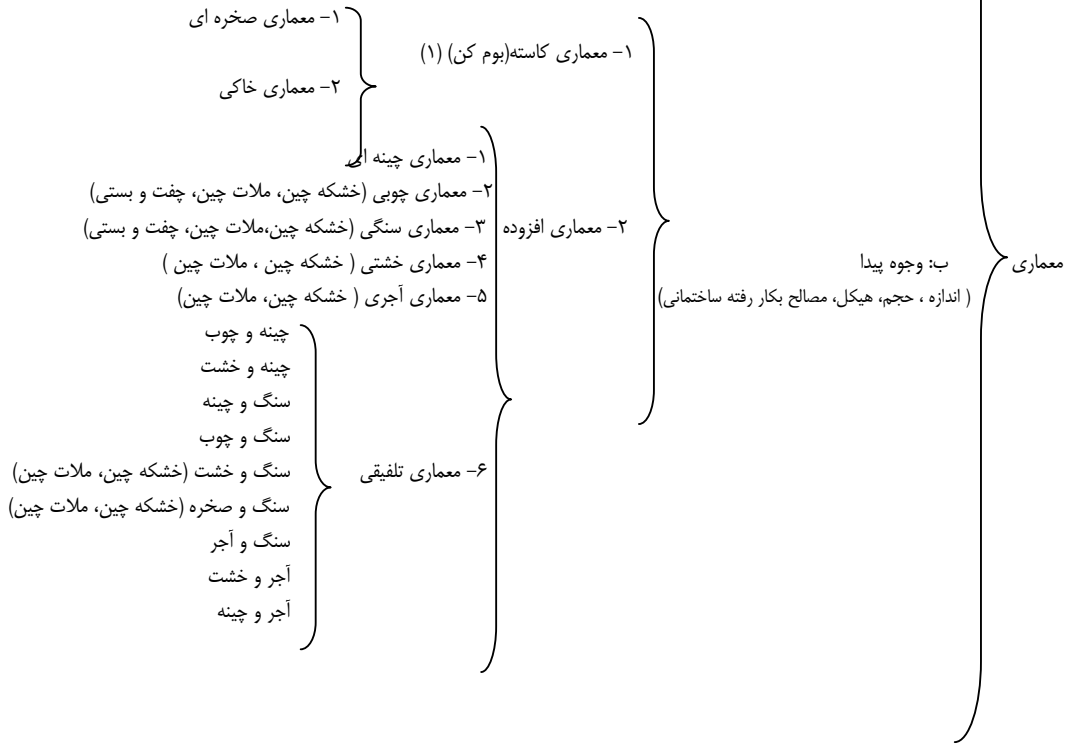 معماری
ب: وجوه پیدا
( اندازه ، حجم، هیکل، مصالح بکار رفته ساختمانی)
۱- معماری کاسته(بوم کن) (۱)
۱- معماری صخره ای
۲- معماری خاکی
۲- معماری افزوده
۱- معماری چینه ای
۲- معماری چوبی (خشکه چین، ملات چین، چفت و بستی)
۳- معماری سنگی (خشکه چین،ملات چین، چفت و بستی)
۴- معماری خشتی ( خشکه چین ، ملات چین )
۵- معماری آجری ( خشکه چین، ملات چین)
۶- معماری تلفیقی
چینه و چوب
چینه و خشت
سنگ و چینه
سنگ و چوب
سنگ و خشت (خشکه چین، ملات چین)
سنگ و صخره (خشکه چین، ملات چین)
سنگ و آجر
آجر و خشت
آجر و چینه